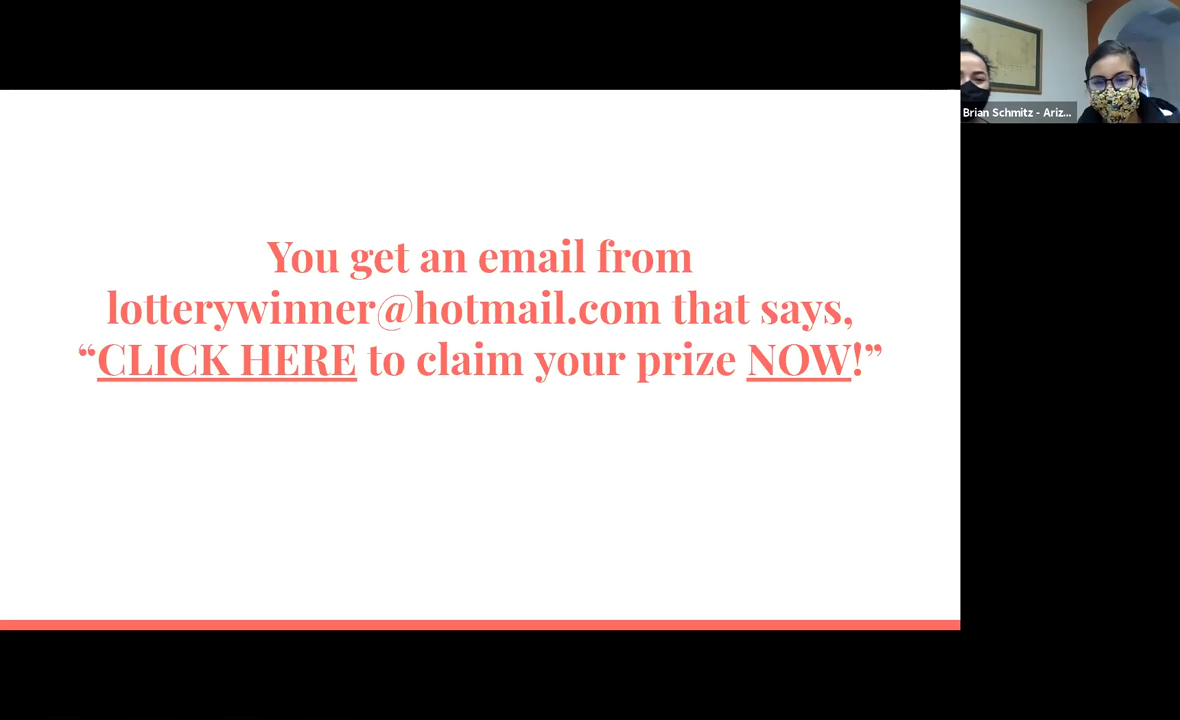 You get an email from
lotterywinner@hotmail.com that says,
“CLICK HERE to claim your prize NOW!”
Brian Schmitz - Ariz...